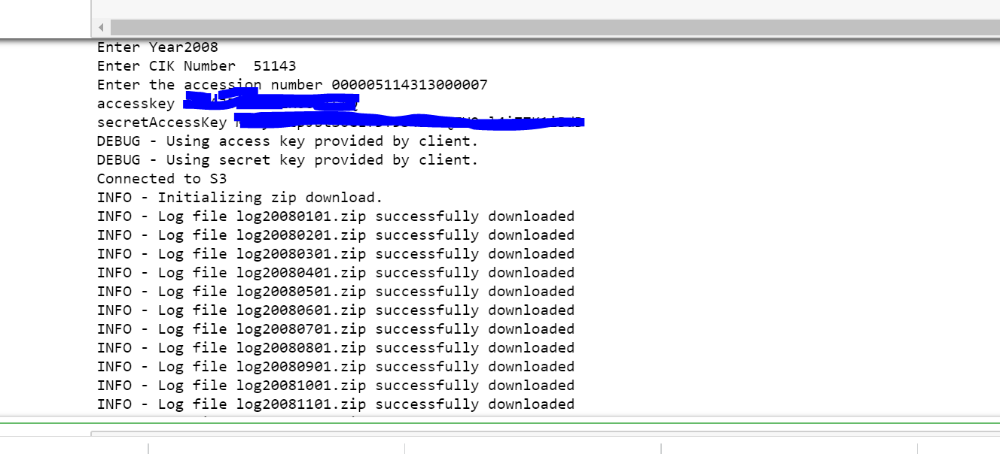 Enter Year2008
Enter CIK Number  51143
Enter the accession number 000005114313000007
accesskey
secretAccessKey
DEBUG - Using access key provided by client.
DEBUG - Using secret key provided by client.
Connected to S3
INFO - Initializing zip download.
INFO - Log file log20080101.zip successfully downloaded
INFO - Log file log20080201.zip successfully downloaded
INFO - Log file log20080301.zip successfully downloaded
INFO - Log file log20080401.zip successfully downloaded
INFO - Log file log20080501.zip successfully downloaded
INFO - Log file log20080601.zip successfully downloaded
INFO - Log file log20080701.zip successfully downloaded
INFO - Log file log20080801.zip successfully downloaded
INFO - Log file log20080901.zip successfully downloaded
INFO - Log file log20081001.zip successfully downloaded
INFO - Log file log20081101.zip successfully downloaded